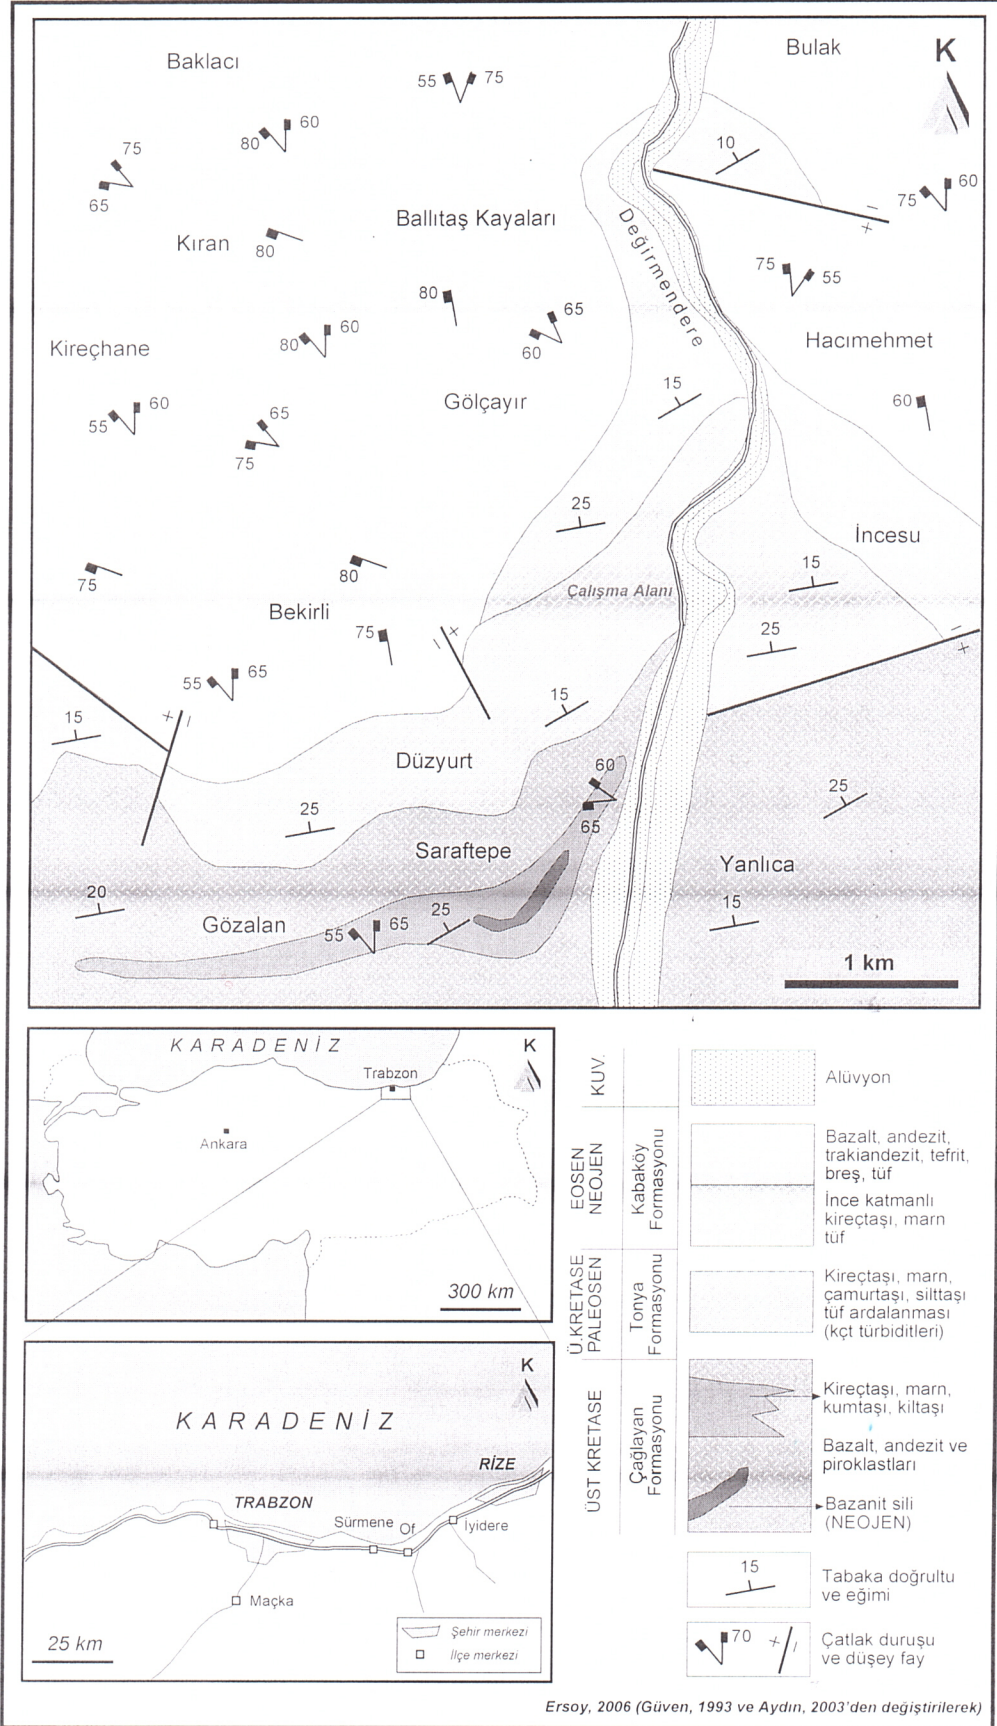 Baklacı
Bulak
K
55
75
80
60
10
75
65
75
60
Ballıtaş Kayaları
Kıran
80
Değirmendere
75
55
80
65
60
Kireçhane
80
60
Hacımehmet
Gölçayır
15
60
55
60
65
75
25
İncesu
15
Çalışma Alanı
75
80
Bekirli
75
25
55
65
15
15
Düzyurt
60
65
25
25
Saraftepe
Yanlıca
20
Gözalan
55
65
25
15
1 km
KARADENİZ
K
Trabzon
Ankara
300 km
K
KARADENİZ
RİZE
TRABZON
Sürmene
Of
İyidere
Maçka
25 km
Şehir merkezi
İlçe merkezi
KUV.
Alüvyon
EOSEN
NEOJEN
Kabaköy
Formasyonu
Bazalt, andezit,
trakiandezit, tefrit,
breş, tüf
İnce katmanlı
kireçtaşı, marn
tüf
Ü.KRETASE
PALEOSEN
Tonya
Formasyonu
Kireçtaşı, marn,
çamurtaşı, silttaşı
tüf ardalanması
(kçt türbiditleri)
ÜST KRETASE
Çağlayan
Formasyonu
Kireçtaşı, marn,
kumtaşı, kiltaşı
Bazalt, andezit ve
piroklastları
Bazanit sili
(NEOJEN)
15
Tabaka doğrultu
ve eğimi
70
Çatlak duruşu
ve düşey fay
Ersoy, 2006 (Güven, 1993 ve Aydın, 2003'den değiştirilerek)